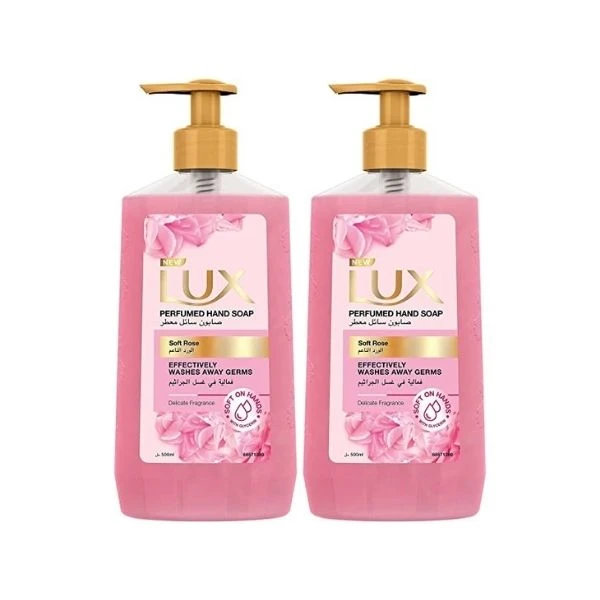 NEW
LUX
PERFUMED HAND SOAP
صابون سائل معطر
Soft Rose
الورد الناعم
EFFECTIVELY
WASHES AWAY GERMS
فعالية في غسل الجراثيم
Delicate Fragrance
SOFT ON HANDS
WITH GLYCERIN
500ml ل.د
NEW
LUX
PERFUMED HAND SOAP
صابون سائل معطر
Soft Rose
الورد الناعم
EFFECTIVELY
WASHES AWAY GERMS
فعالية في غسل الجراثيم
Delicate Fragrance
SOFT ON HANDS
WITH GLYCERIN
500ml